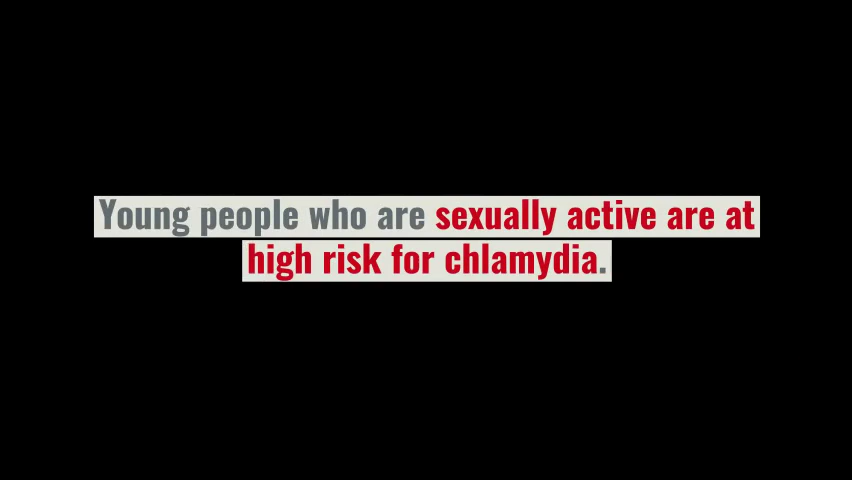 Young people who are sexually active are at
high risk for chlamydia.